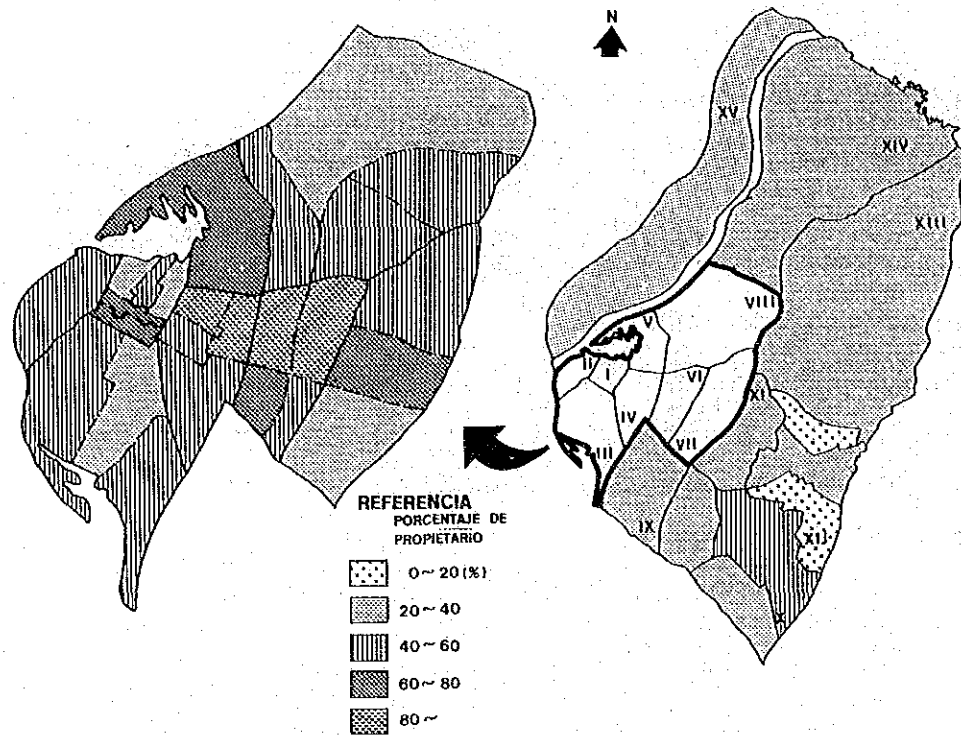 N
XV
XIV
XIII
VIII
V
II
I
VI
XI
IV
VII
III
IX
XII
X
REFERENCIA
PORCENTAJE DE
PROPIETARIO
0~20(%)
20~40
40~60
60~80
80~